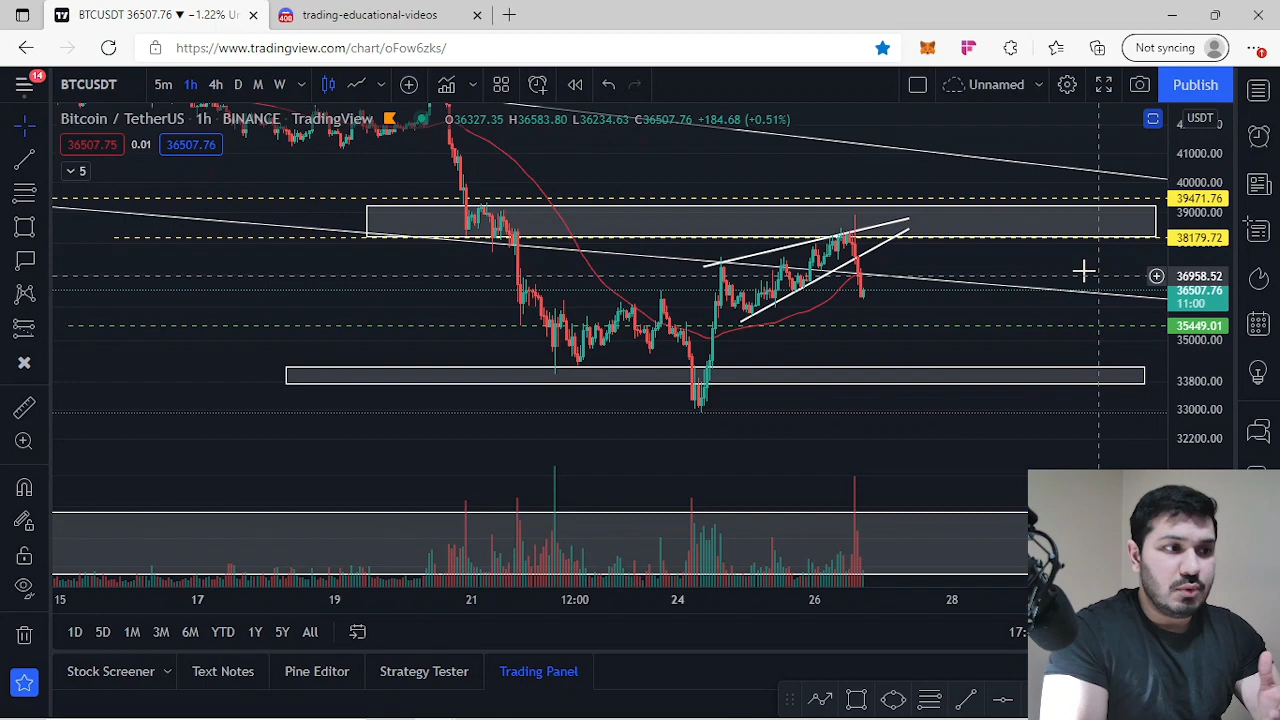 BTCUSDT 36507.76 ▼ −1.22% Un
400 trading-educational-videos
https://www.tradingview.com/chart/oFow6zks/
Not syncing
14
BTCUSDT 5m 1h 4h D M W Unnamed Publish
Bitcoin / TetherUS · 1h · BINANCE · TradingView O36327.35 H36583.80 L36234.63 C36507.76 +184.68 (+0.51%)
USDT
36507.75 0.01 36507.76
5
41000.00
40000.00
39471.76
39000.00
38179.72
36958.52
36507.76
11:00
35449.01
35000.00
33800.00
33000.00
32200.00
15 17 19 21 12:00 24 26 28
1D 5D 1M 3M 6M YTD 1Y 5Y All
Stock Screener Text Notes Pine Editor Strategy Tester Trading Panel